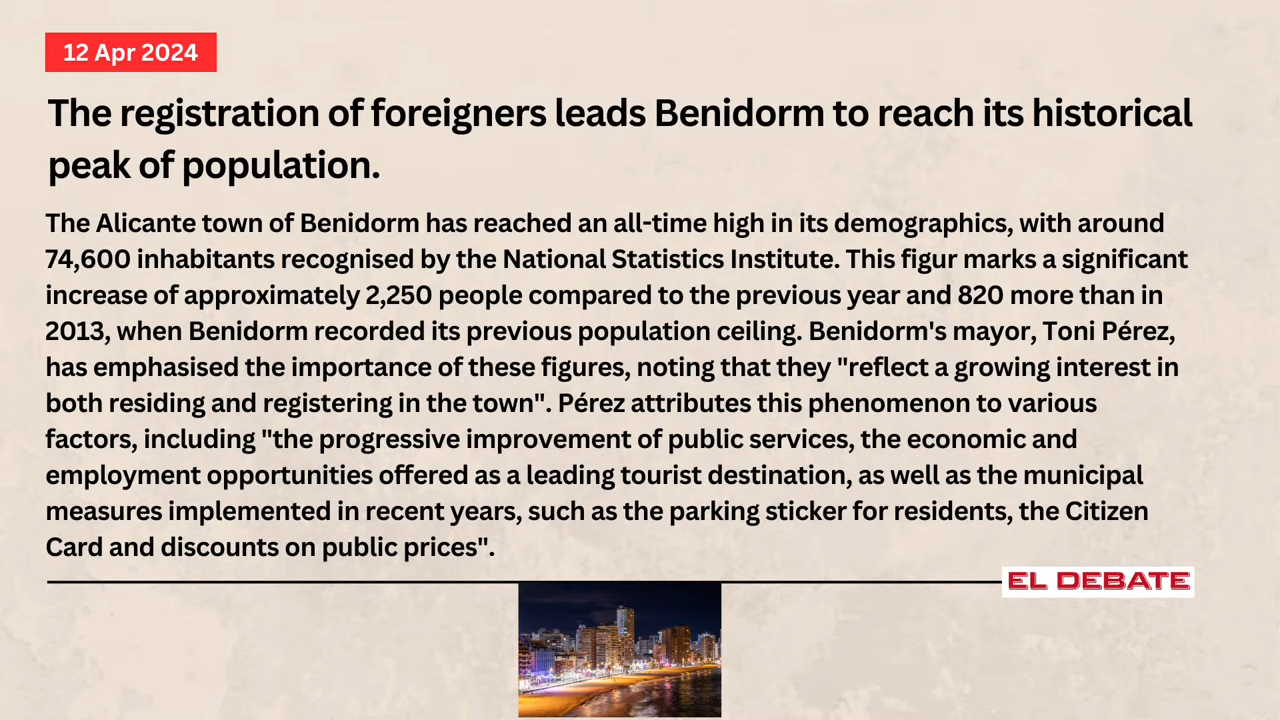 12 Apr 2024
The registration of foreigners leads Benidorm to reach its historical
peak of population.
The Alicante town of Benidorm has reached an all-time high in its demographics, with around
74,600 inhabitants recognised by the National Statistics Institute. This figur marks a significant
increase of approximately 2,250 people compared to the previous year and 820 more than in
2013, when Benidorm recorded its previous population ceiling. Benidorm's mayor, Toni Pérez,
has emphasised the importance of these figures, noting that they "reflect a growing interest in
both residing and registering in the town". Pérez attributes this phenomenon to various
factors, including "the progressive improvement of public services, the economic and
employment opportunities offered as a leading tourist destination, as well as the municipal
measures implemented in recent years, such as the parking sticker for residents, the Citizen
Card and discounts on public prices".
EL DEBATE